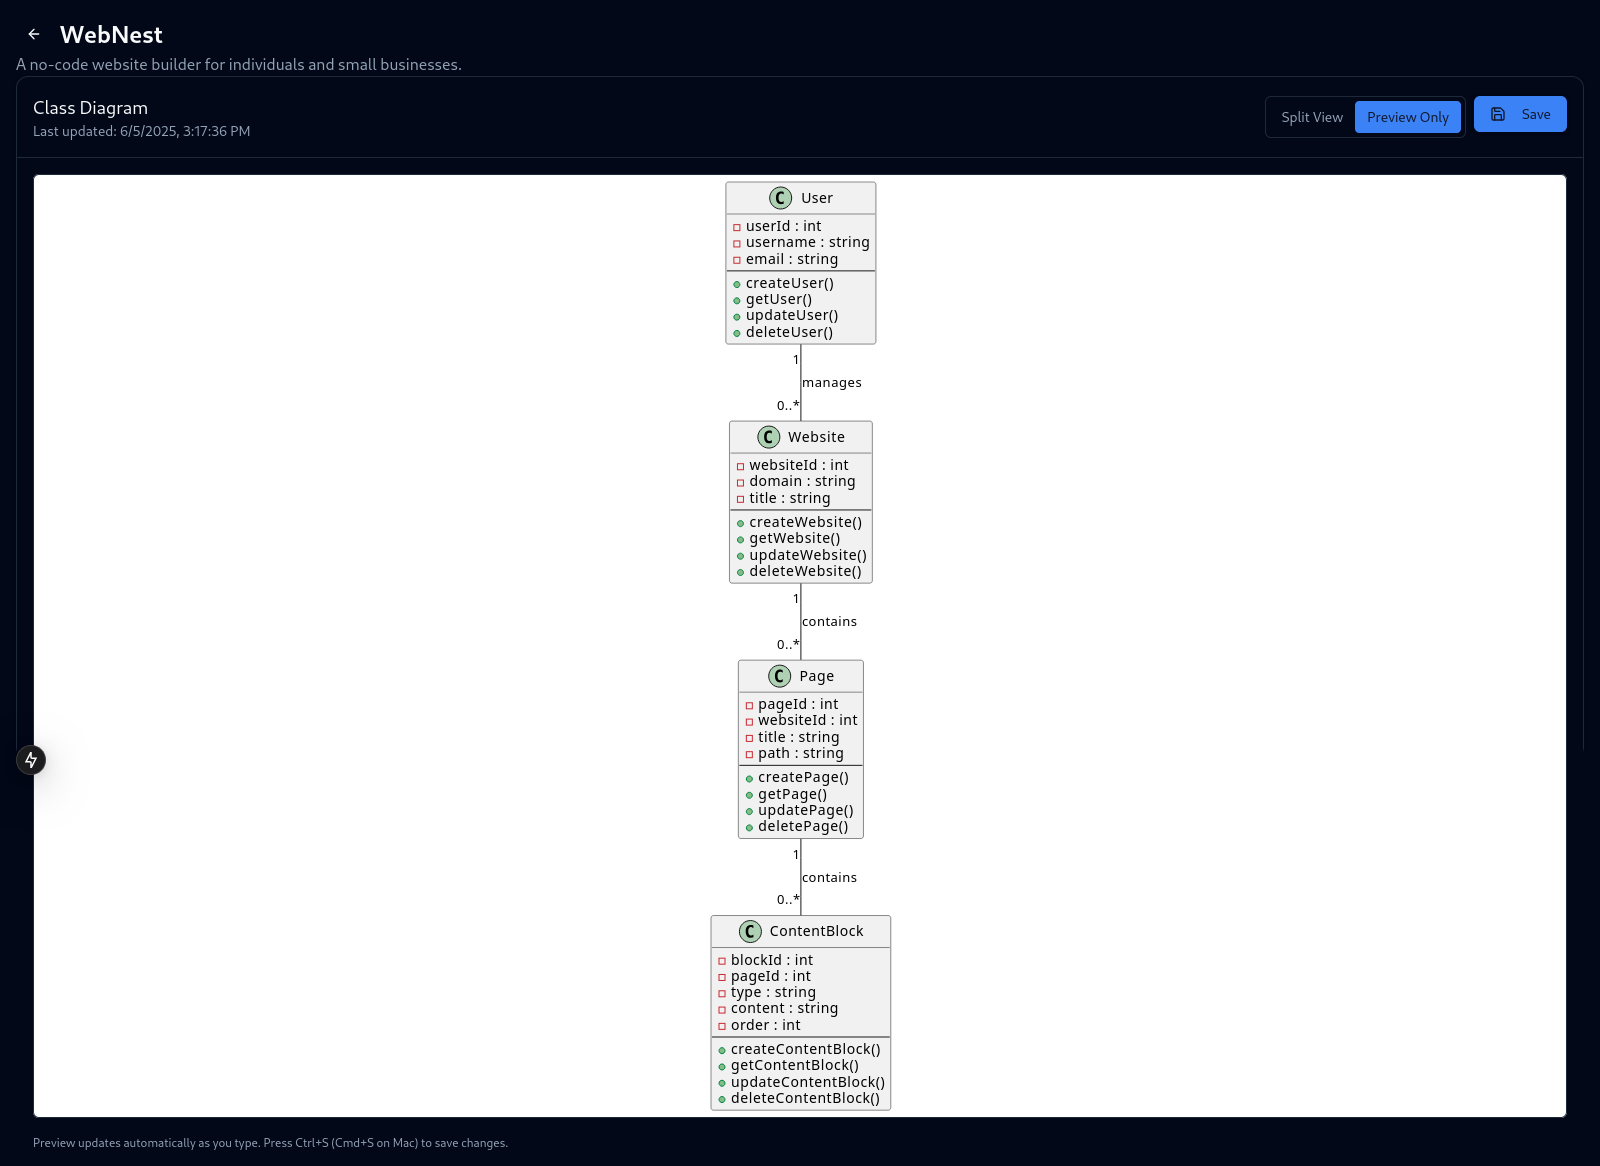 WebNest
A no-code website builder for individuals and small businesses.
Class Diagram
Last updated: 6/5/2025, 3:17:36 PM
Split View
Preview Only
Save
C User
userId : int
username : string
email : string
createUser()
getUser()
updateUser()
deleteUser()
1
manages
0..*
C Website
websiteId : int
domain : string
title : string
createWebsite()
getWebsite()
updateWebsite()
deleteWebsite()
1
contains
0..*
C Page
pageId : int
websiteId : int
title : string
path : string
createPage()
getPage()
updatePage()
deletePage()
1
contains
0..*
C ContentBlock
blockId : int
pageId : int
type : string
content : string
order : int
createContentBlock()
getContentBlock()
updateContentBlock()
deleteContentBlock()
Preview updates automatically as you type. Press Ctrl+S (Cmd+S on Mac) to save changes.